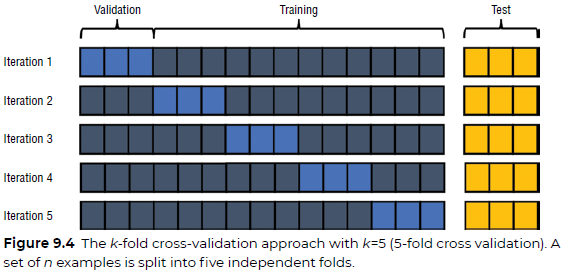 Validation Training Test
Iteration 1
Iteration 2
Iteration 3
Iteration 4
Iteration 5
Figure 9.4 The k-fold cross-validation approach with k=5 (5-fold cross validation). A
set of n examples is split into five independent folds.